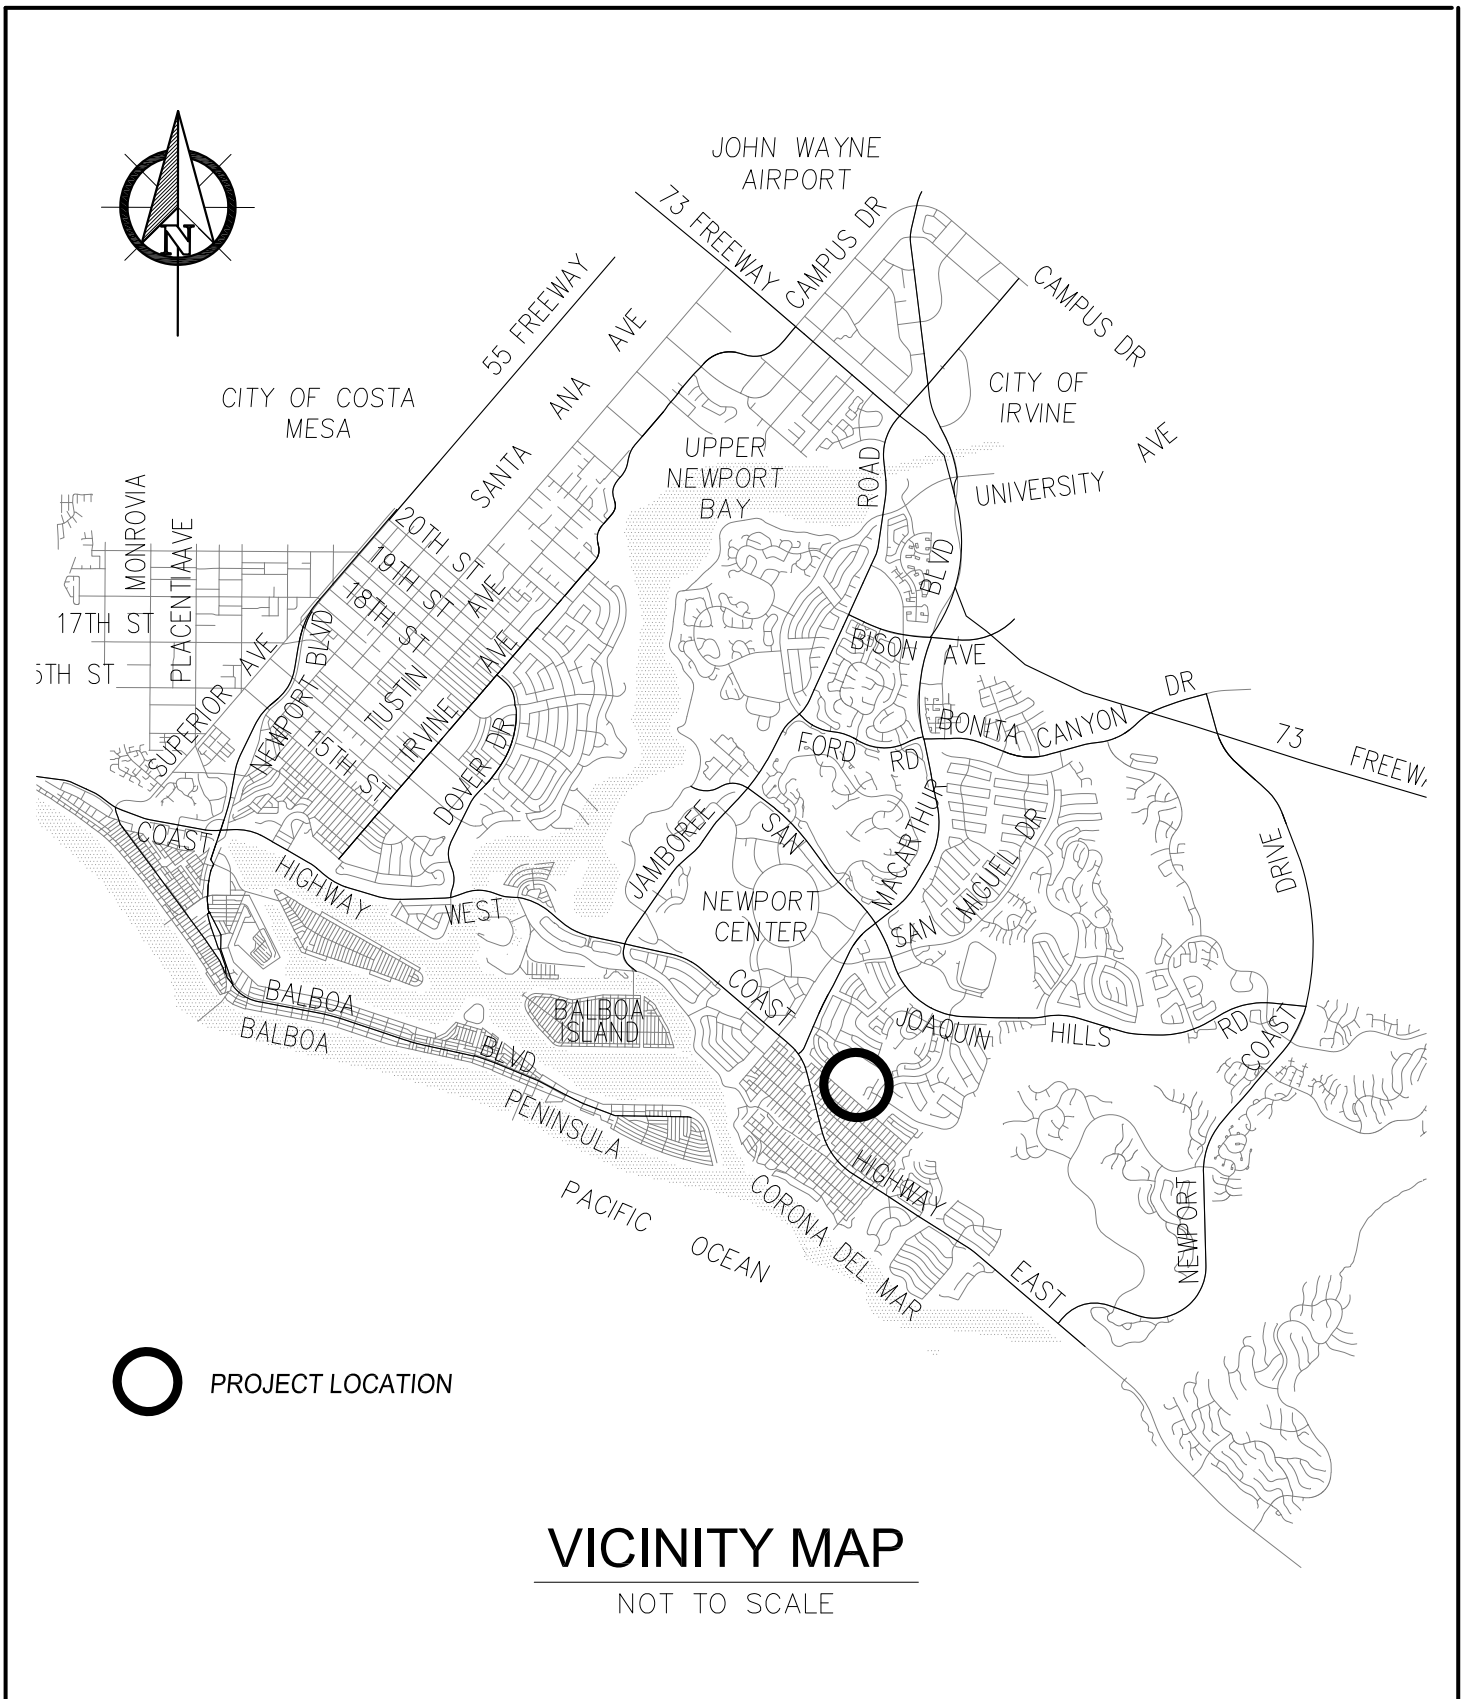 JOHN WAYNE
AIRPORT
73 FREEWAY
CAMPUS DR
CAMPUS DR
N
55 FREEWAY
SANTA ANA AVE
CITY OF COSTA
MESA
CITY OF
IRVINE
UNIVERSITY AVE
UPPER
NEWPORT
BAY
ROAD
MONROVIA
PLACENTIA AVE
20TH ST
19TH ST
18TH ST
17TH ST
5TH ST
15TH ST
SUPERIOR AVE
NEWPORT BLVD
TUSTIN AVE
IRVINE AVE
DOVER DR
BLVD
BISON AVE
BONITA CANYON DR
FORD RD
73 FREEW
JAMBOREE
MACARTHUR
SAN
MIGUEL DR
SAN
DRIVE
NEWPORT
CENTER
COAST
HIGHWAY
WEST
COAST
JOAQUIN
HILLS
RD
COAST
BALBOA
BALBOA
BLVD
BALBOA
ISLAND
PENINSULA
HIGHWAY
NEWPORT
CORONA DEL MAR
PACIFIC OCEAN
EAST
PROJECT LOCATION
VICINITY MAP
NOT TO SCALE